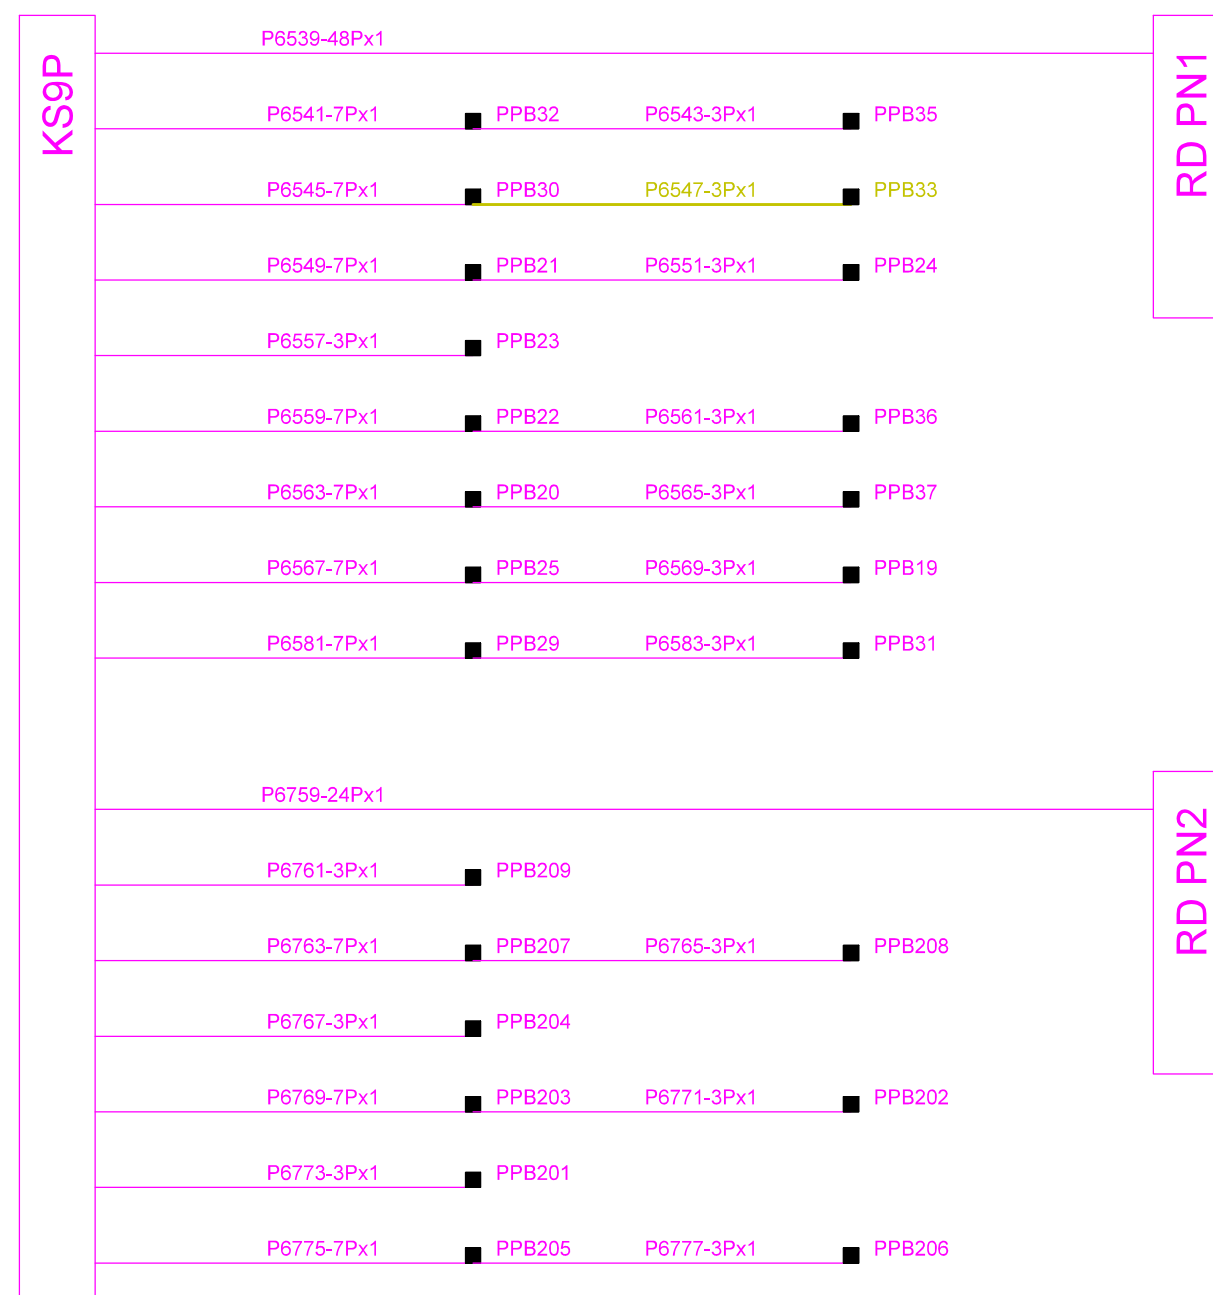 KS9P
P6539-48Px1
RD PN1
P6541-7Px1 PPB32 P6543-3Px1 PPB35
P6545-7Px1 PPB30 P6547-3Px1 PPB33
P6549-7Px1 PPB21 P6551-3Px1 PPB24
P6557-3Px1 PPB23
P6559-7Px1 PPB22 P6561-3Px1 PPB36
P6563-7Px1 PPB20 P6565-3Px1 PPB37
P6567-7Px1 PPB25 P6569-3Px1 PPB19
P6581-7Px1 PPB29 P6583-3Px1 PPB31
P6759-24Px1
RD PN2
P6761-3Px1 PPB209
P6763-7Px1 PPB207 P6765-3Px1 PPB208
P6767-3Px1 PPB204
P6769-7Px1 PPB203 P6771-3Px1 PPB202
P6773-3Px1 PPB201
P6775-7Px1 PPB205 P6777-3Px1 PPB206